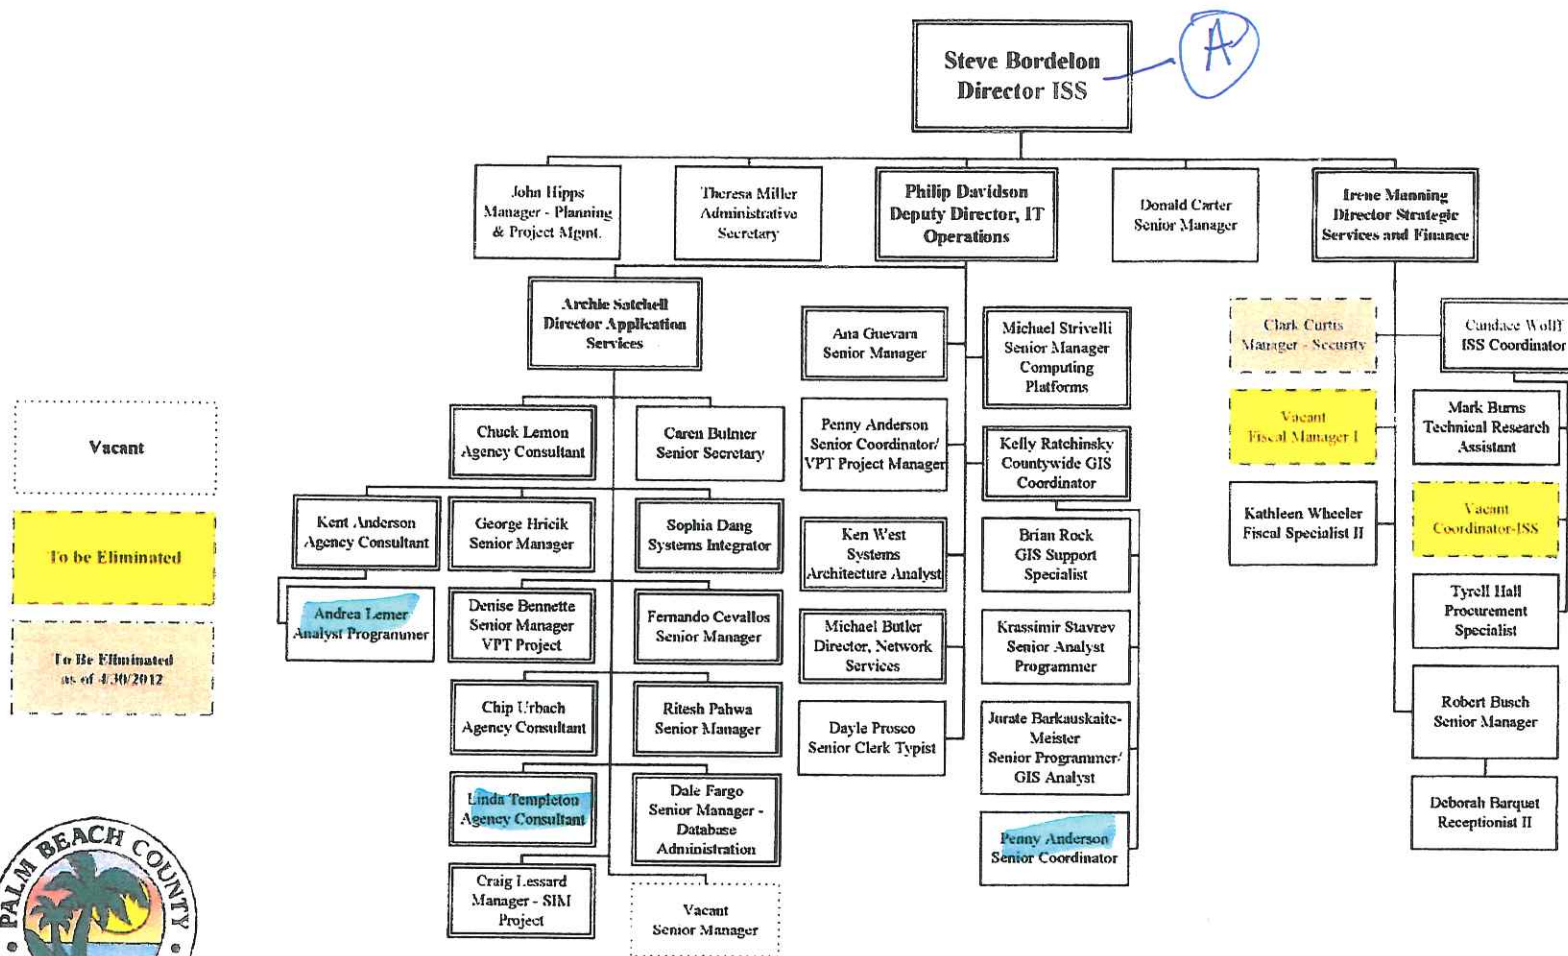 Steve Bordelon
Director ISS
A
John Hipps
Manager - Planning
& Project Mgmt.
Theresa Miller
Administrative
Secretary
Philip Davidson
Deputy Director, IT
Operations
Donald Carter
Senior Manager
Irene Manning
Director Strategic
Services and Finance
Archie Satchell
Director Application
Services
Ana Guevara
Senior Manager
Michael Strivelli
Senior Manager
Computing
Platforms
Clark Curtis
Manager - Security
Candace Wolff
ISS Coordinator
Vacant
Chuck Lemon
Agency Consultant
Caren Bulmer
Senior Secretary
Penny Anderson
Senior Coordinator/
VPT Project Manager
Kelly Ratchinsky
Countywide GIS
Coordinator
Vacant
Fiscal Manager I
Mark Burns
Technical Research
Assistant
To be Eliminated
Kent Anderson
Agency Consultant
George Hricik
Senior Manager
Sophia Dang
Systems Integrator
Ken West
Systems
Architecture Analyst
Brian Rock
GIS Support
Specialist
Kathleen Wheeler
Fiscal Specialist II
Vacant
Coordinator-ISS
To Be Eliminated
as of 4/30/2012
Andrea Lemer
Analyst Programmer
Denise Bennette
Senior Manager
VPT Project
Fernando Cevallos
Senior Manager
Michael Butler
Director, Network
Services
Krassimir Stavrev
Senior Analyst
Programmer
Tyrell Hall
Procurement
Specialist
Chip Urbach
Agency Consultant
Ritesh Pahwa
Senior Manager
Dayle Prosco
Senior Clerk Typist
Jurate Barkauskaite-
Meister
Senior Programmer/
GIS Analyst
Robert Busch
Senior Manager
Linda Templeton
Agency Consultant
Dale Fargo
Senior Manager -
Database
Administration
Penny Anderson
Senior Coordinator
Deborah Barquet
Receptionist II
Craig Lessard
Manager - SIM
Project
Vacant
Senior Manager
PALM BEACH COUNTY